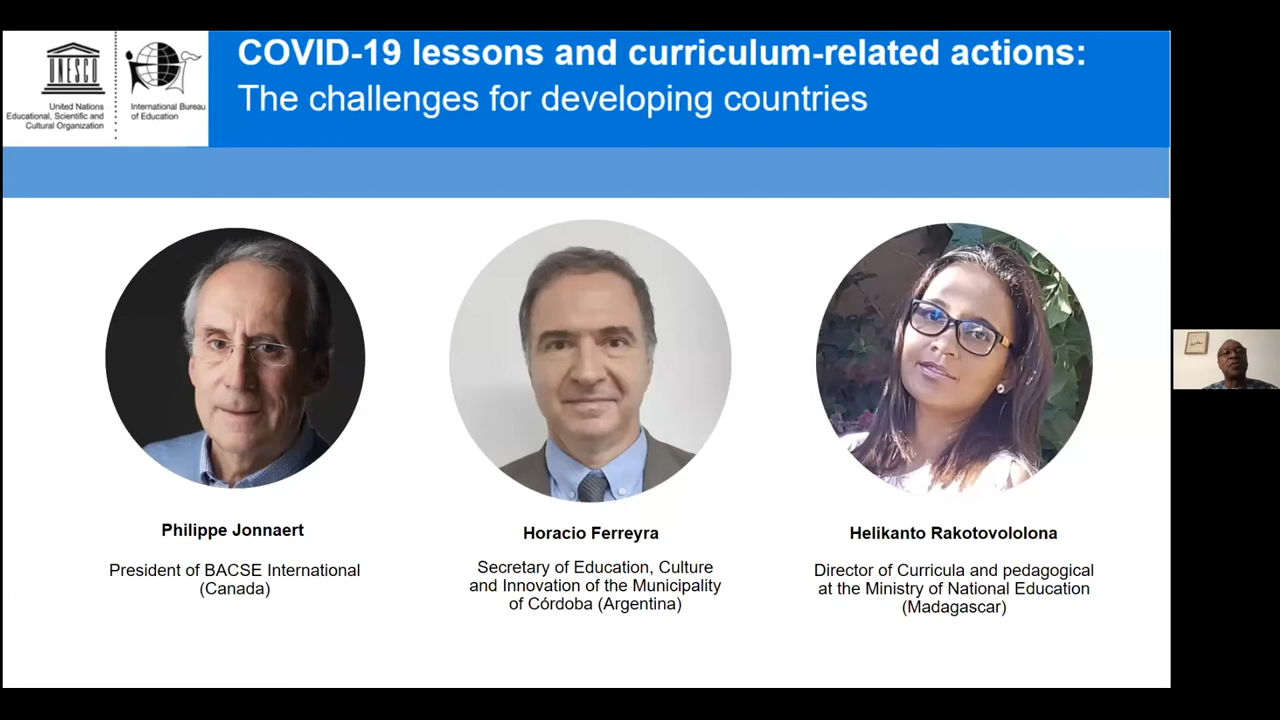 UNESCO
United Nations
Educational, Scientific and
Cultural Organization
International Bureau
of Education
COVID-19 lessons and curriculum-related actions:
The challenges for developing countries
Philippe Jonnaert
President of BACSE International
(Canada)
Horacio Ferreyra
Secretary of Education, Culture
and Innovation of the Municipality
of Córdoba (Argentina)
Helikanto Rakotovololona
Director of Curricula and pedagogical
at the Ministry of National Education
(Madagascar)